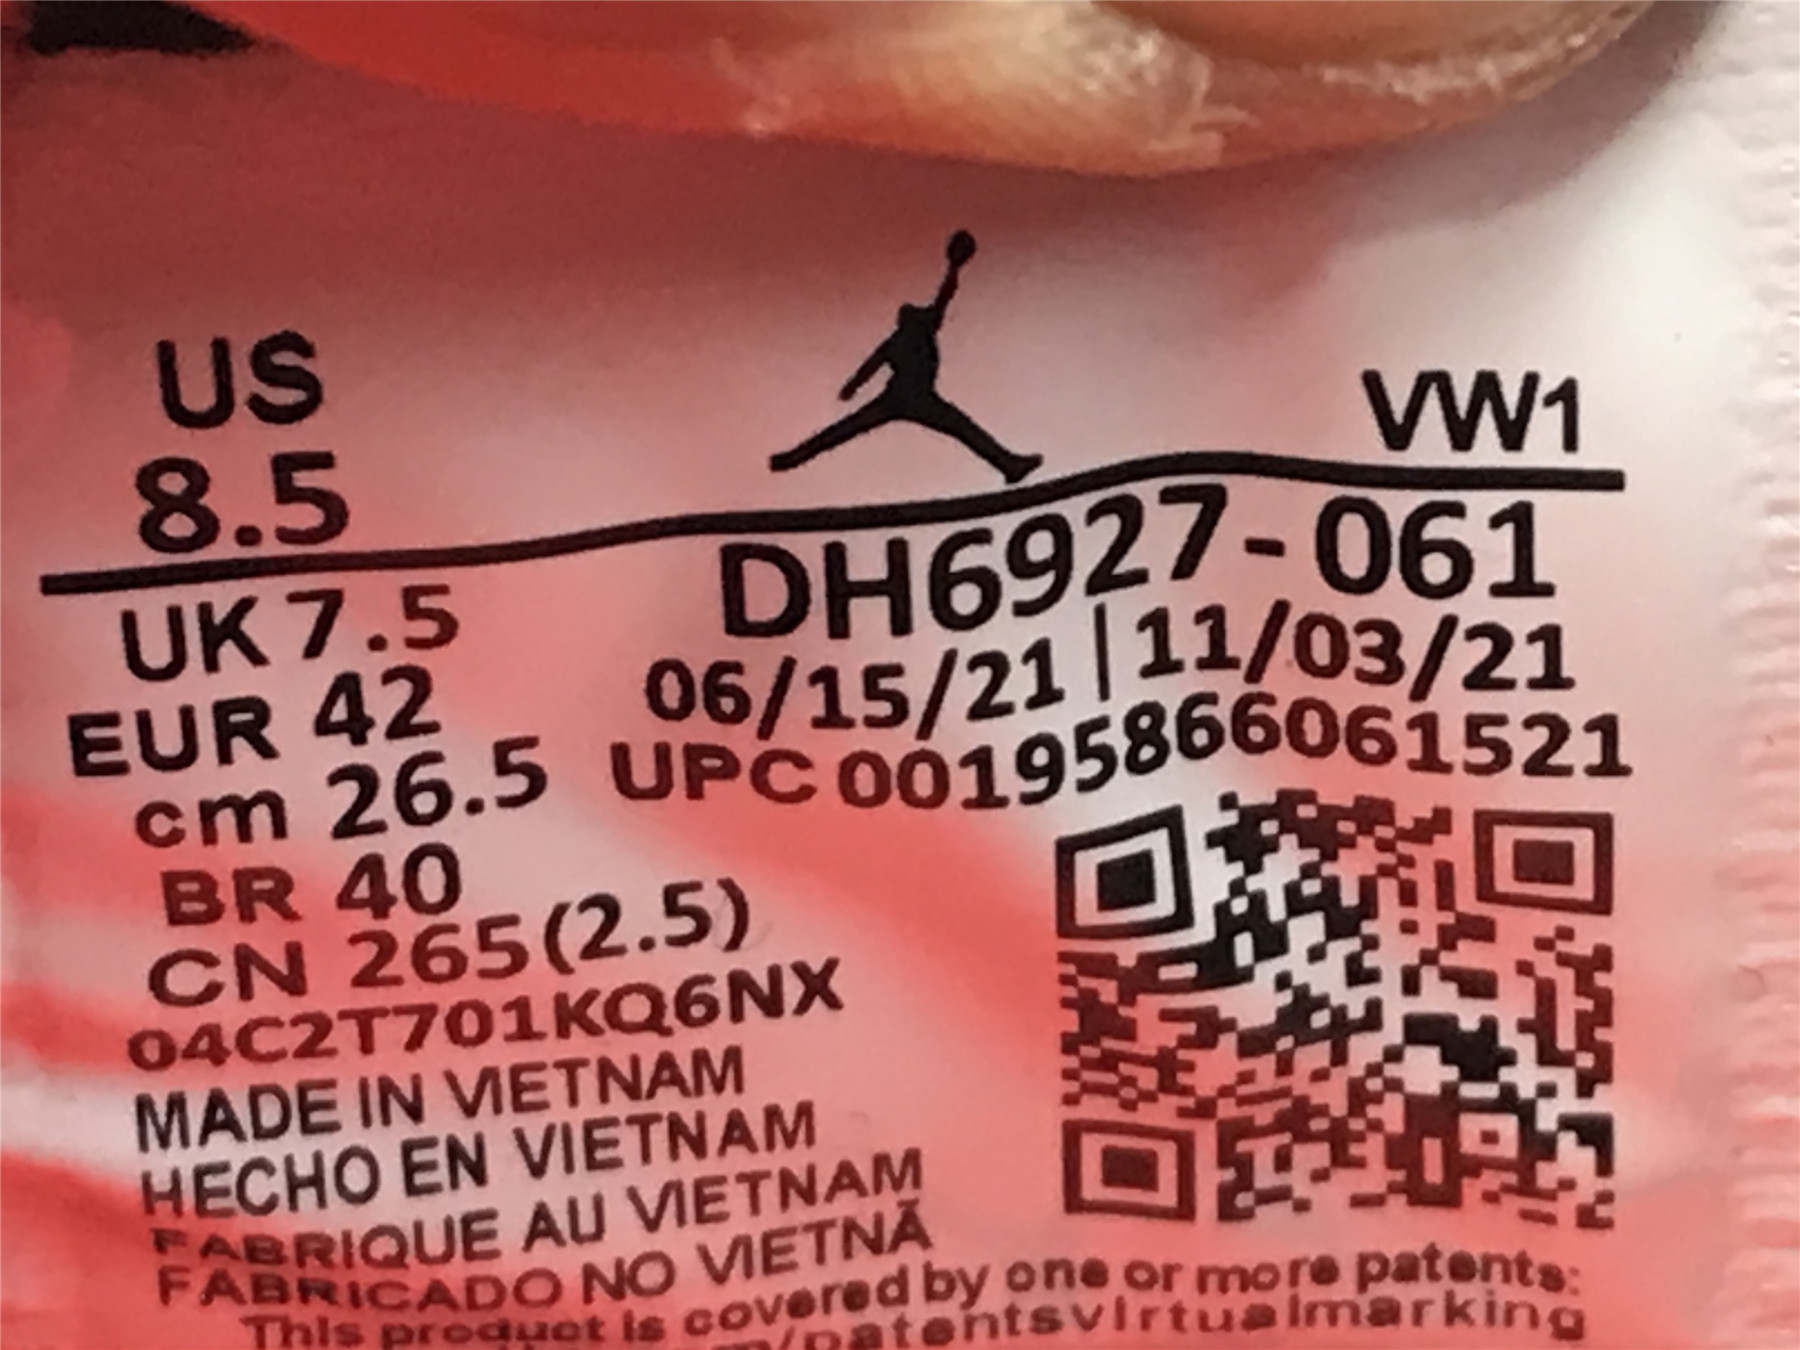 US
8.5
VW1
UK 7.5
EUR 42
cm 26.5
BR 40
CN 265(2.5)
DH6927-061
06/15/21 | 11/03/21
UPC 00195866061521
04C2T701KQ6NX
MADE IN VIETNAM
HECHO EN VIETNAM
FABRIQUE AU VIETNAM
FABRICADO NO VIETNÃ
This product is covered by one or more patents:
/patentsvirtualmarking